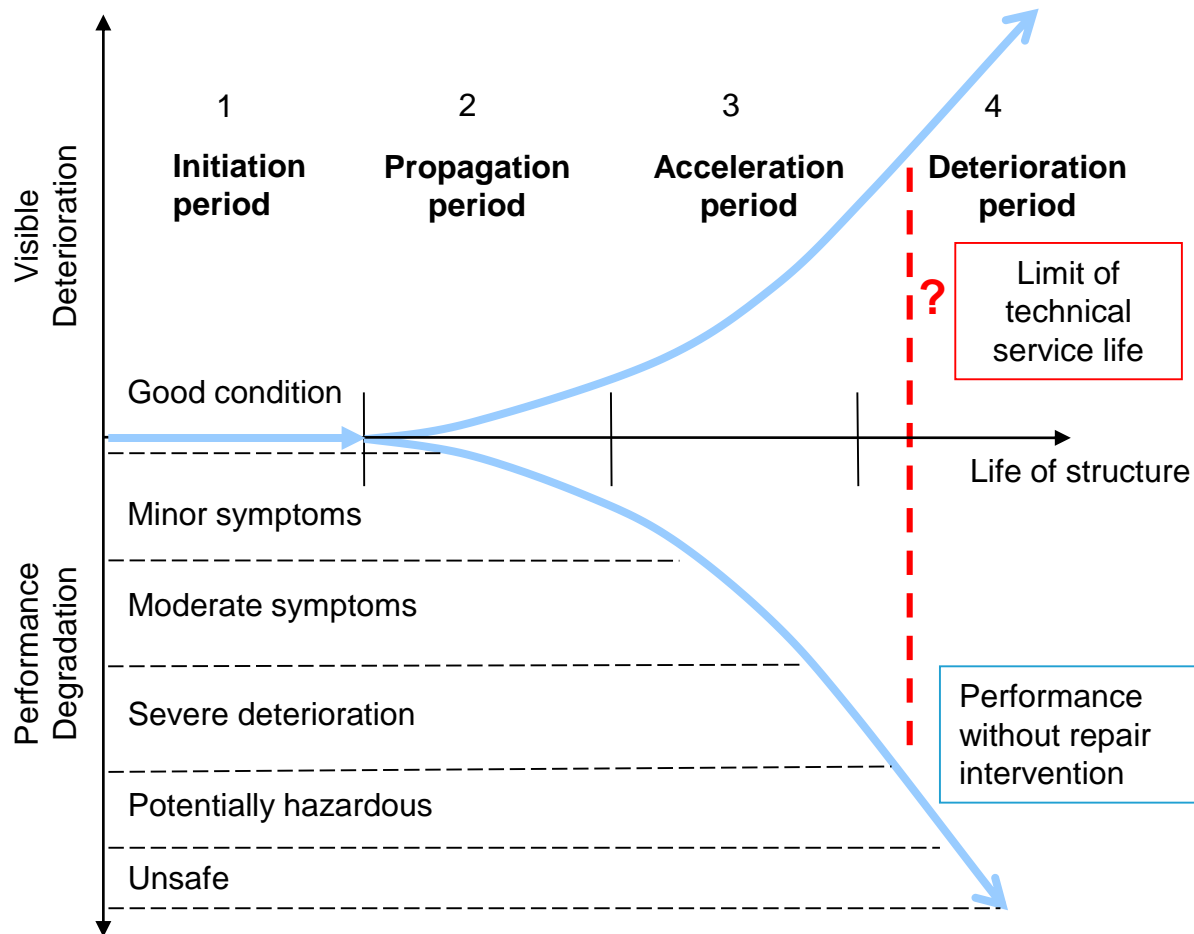 1
2
3
4
Initiation
period
Propagation
period
Acceleration
period
Deterioration
period
Visible
Deterioration
?
Limit of
technical
service life
Good condition
Life of structure
Minor symptoms
Moderate symptoms
Performance
Degradation
Severe deterioration
Performance
without repair
intervention
Potentially hazardous
Unsafe